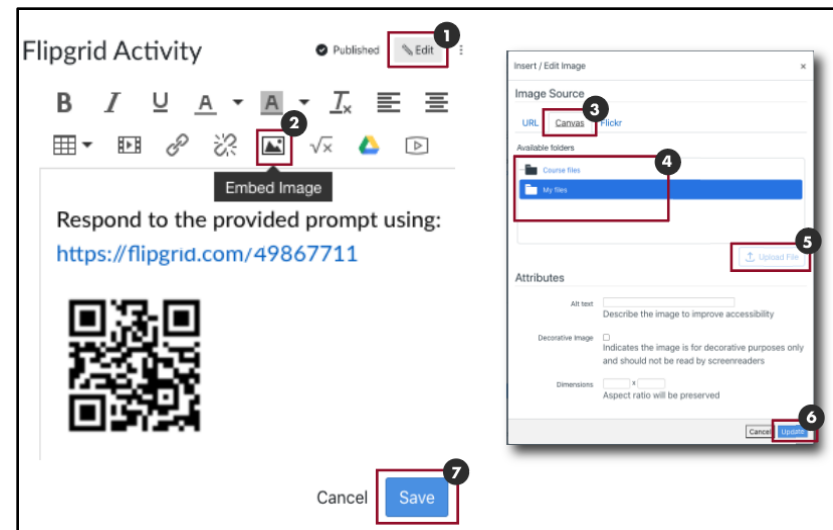 Flipgrid Activity
Published
Edit
1
B I U A A Tx
2
√x
Embed Image
Respond to the provided prompt using:
https://flipgrid.com/49867711
Cancel
Save
7
Insert / Edit Image
×
Image Source
3
URL Canvas Flickr
Available folders
4
Course files
My files
5
Upload File
Attributes
Alt text
Describe the image to improve accessibility
Decorative Image
Indicates the image is for decorative purposes only
and should not be read by screenreaders
Dimensions
x
Aspect ratio will be preserved
6
Cancel Update